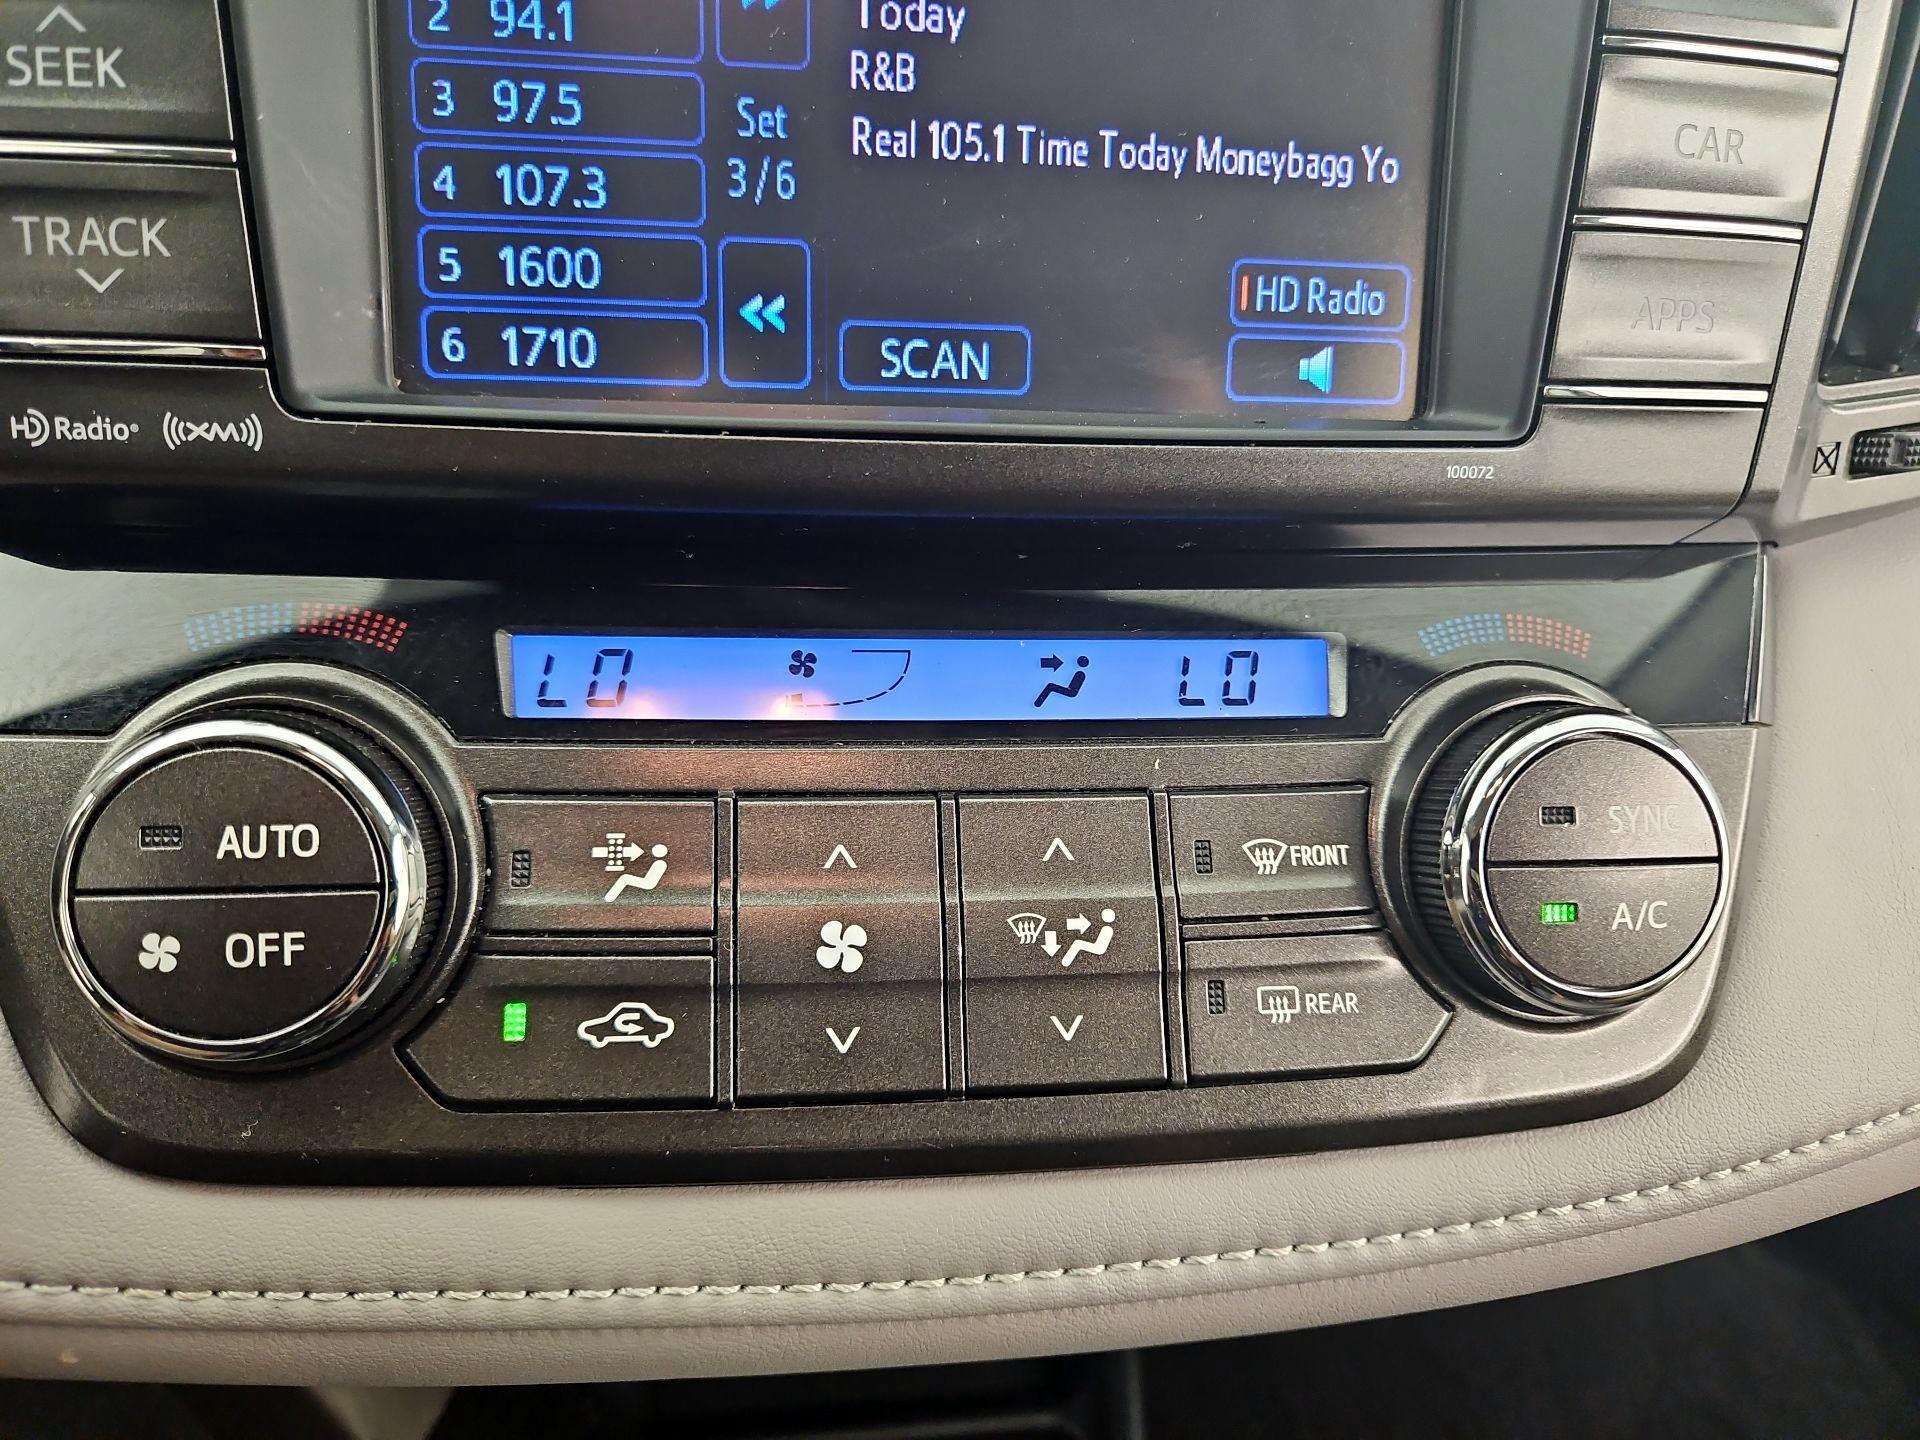 SEEK
TRACK
HD Radio®
((XM))
2 94.1
3 97.5
4 107.3
5 1600
6 1710
Set
3/6
Today
R&B
Real 105.1 Time Today Moneybagg Yo
SCAN
HD Radio
CAR
APPS
100072
LO
LO
AUTO
OFF
FRONT
REAR
SYNC
A/C